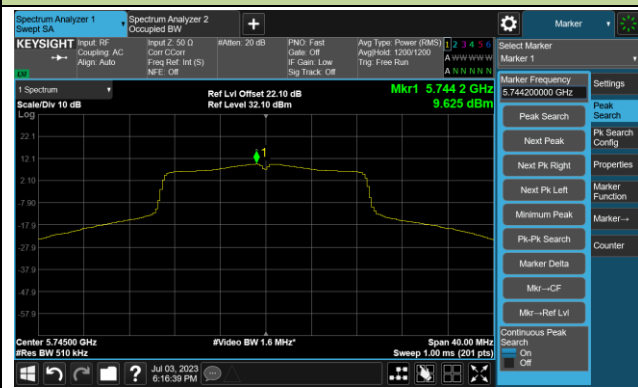 Spectrum Analyzer 1
Swept SA
Spectrum Analyzer 2
Occupied BW
Marker
KEYSIGHT
Input: RF
Coupling: AC
Align: Auto
Input Z: 50 Ω
Corr CCorr
Freq Ref: Int (S)
NFE: Off
#Atten: 20 dB
PNO: Fast
Gate: Off
IF Gain: Low
Sig Track: Off
Avg Type: Power (RMS)
Avg|Hold: 1200/1200
Trig: Free Run
1 2 3 4 5 6
A W W W W W
A N N N N N
Select Marker
Marker 1
1 Spectrum
Scale/Div 10 dB
Log
Ref Lvl Offset 22.10 dB
Ref Level 32.10 dBm
Mkr1 5.744 2 GHz
9.625 dBm
22.1
12.1
2.10
-7.90
-17.9
-27.9
-37.9
-47.9
-57.9
1
Center 5.74500 GHz
#Res BW 510 kHz
#Video BW 1.6 MHz*
Span 40.00 MHz
Sweep 1.00 ms (201 pts)
Marker Frequency
5.744200000 GHz
Peak Search
Next Peak
Next Pk Right
Next Pk Left
Minimum Peak
Pk-Pk Search
Marker Delta
Mkr→CF
Mkr→Ref Lvl
Continuous Peak
Search
On
Off
Settings
Peak
Search
Pk Search
Config
Properties
Marker
Function
Marker→
Counter
Jul 03, 2023
6:16:39 PM